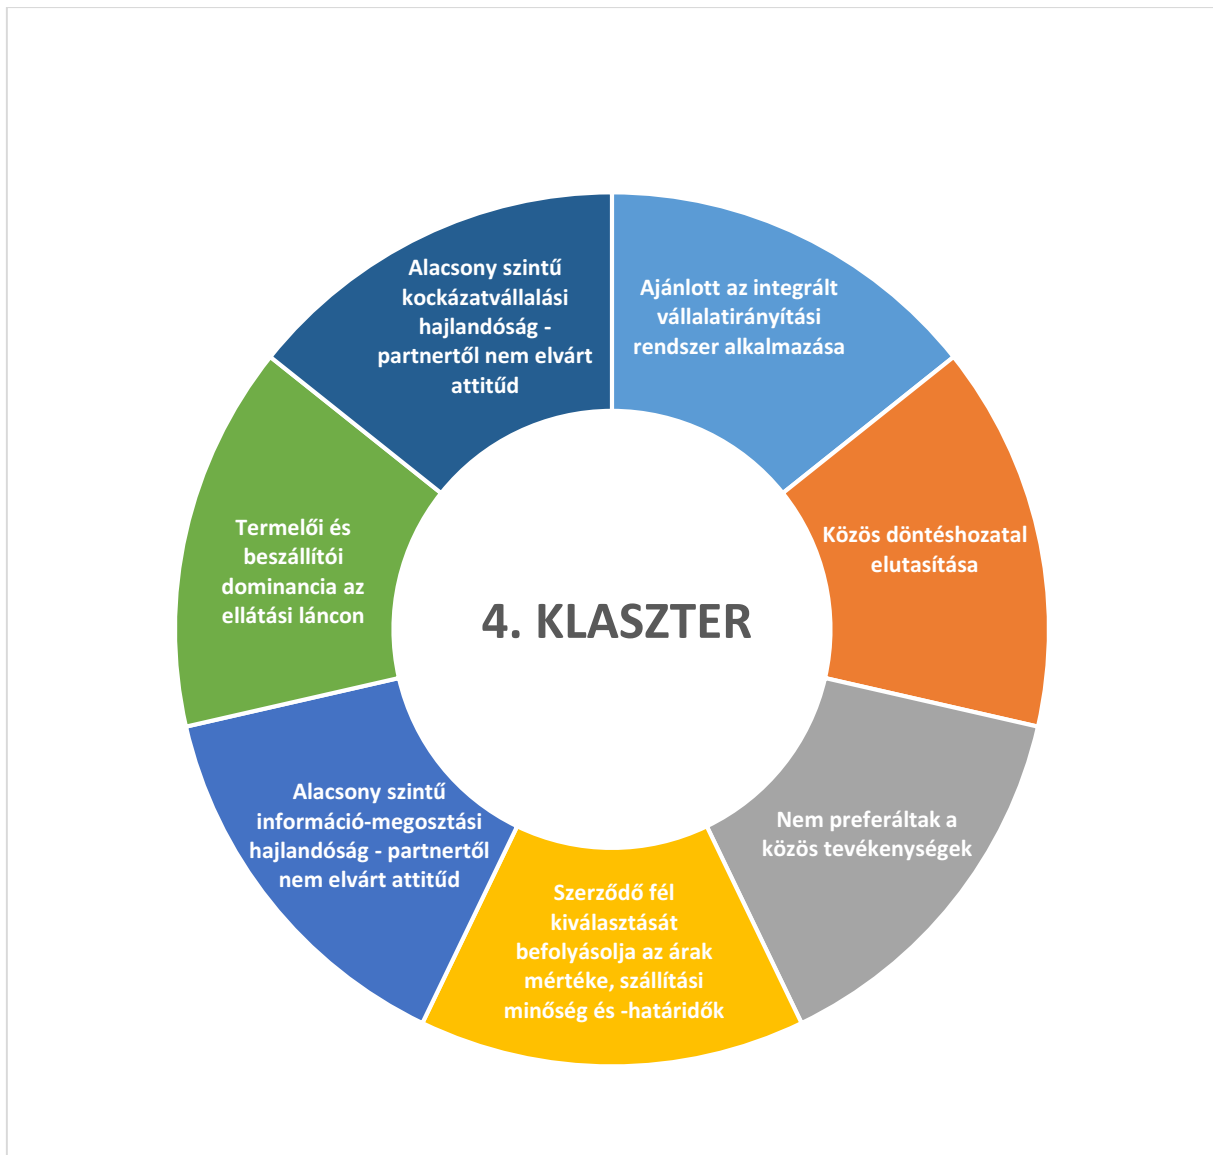 Ajánlott az integrált
vállalatirányítási
rendszer alkalmazása
Közös döntéshozatal
elutasítása
Nem preferáltak a
közös tevékenységek
Szerződő fél
kiválasztását
befolyásolja az árak
mértéke, szállítási
minőség és -határidők
Alacsony szintű
információ-megosztási
hajlandóság - partnertől
nem elvárt attitűd
Termelői és
beszállítói
dominancia az
ellátási láncon
Alacsony szintű
kockázatvállalási
hajlandóság -
partnertől nem elvárt
attitűd
4. KLASZTER